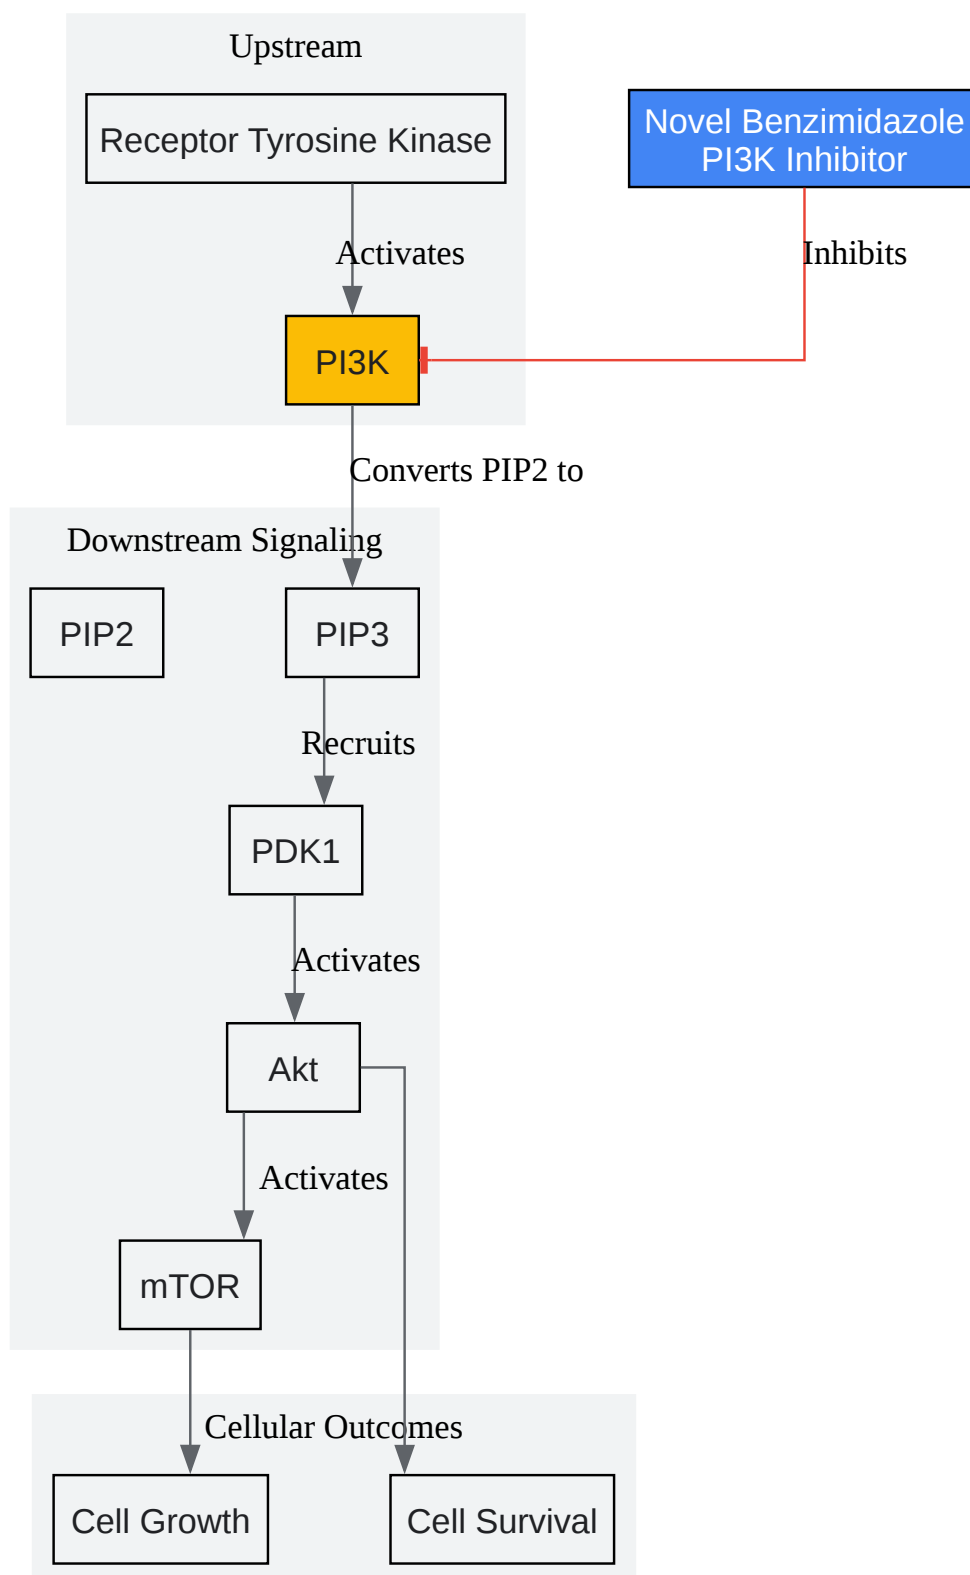 Upstream
Receptor Tyrosine Kinase
Novel Benzimidazole
PI3K Inhibitor
Activates
Inhibits
PI3K
Converts PIP2 to
Downstream Signaling
PIP2
PIP3
Recruits
PDK1
Activates
Akt
Activates
mTOR
Cellular Outcomes
Cell Growth
Cell Survival